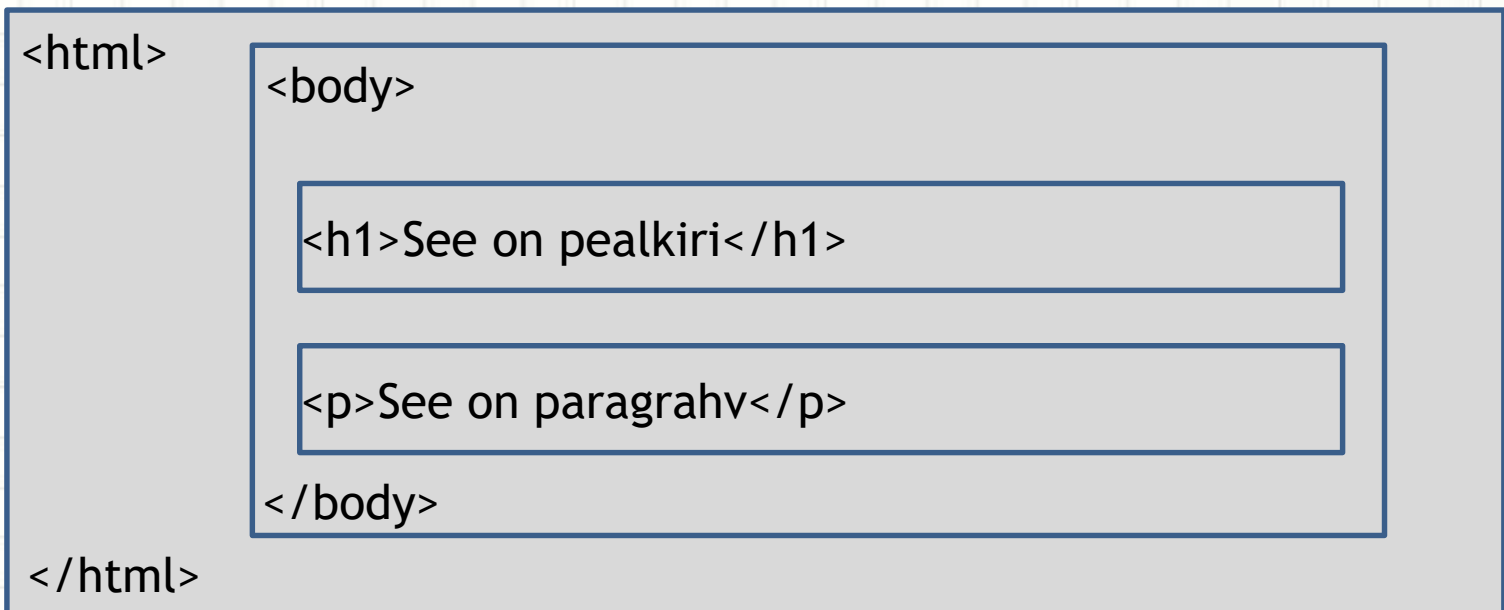 <html>
<body>
<h1>See on pealkiri</h1>
<p>See on paragrahv</p>
</body>
</html>